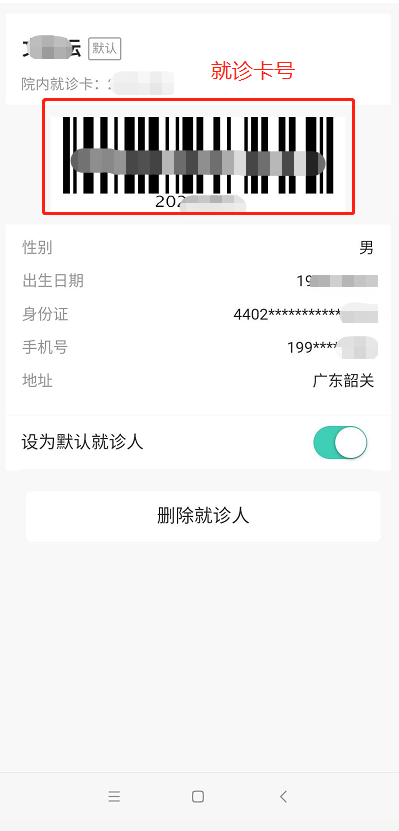 默认
就诊卡号
院内就诊卡:
202
性别 男
出生日期 19
身份证 4402************
手机号 199****
地址 广东韶关
设为默认就诊人
删除就诊人